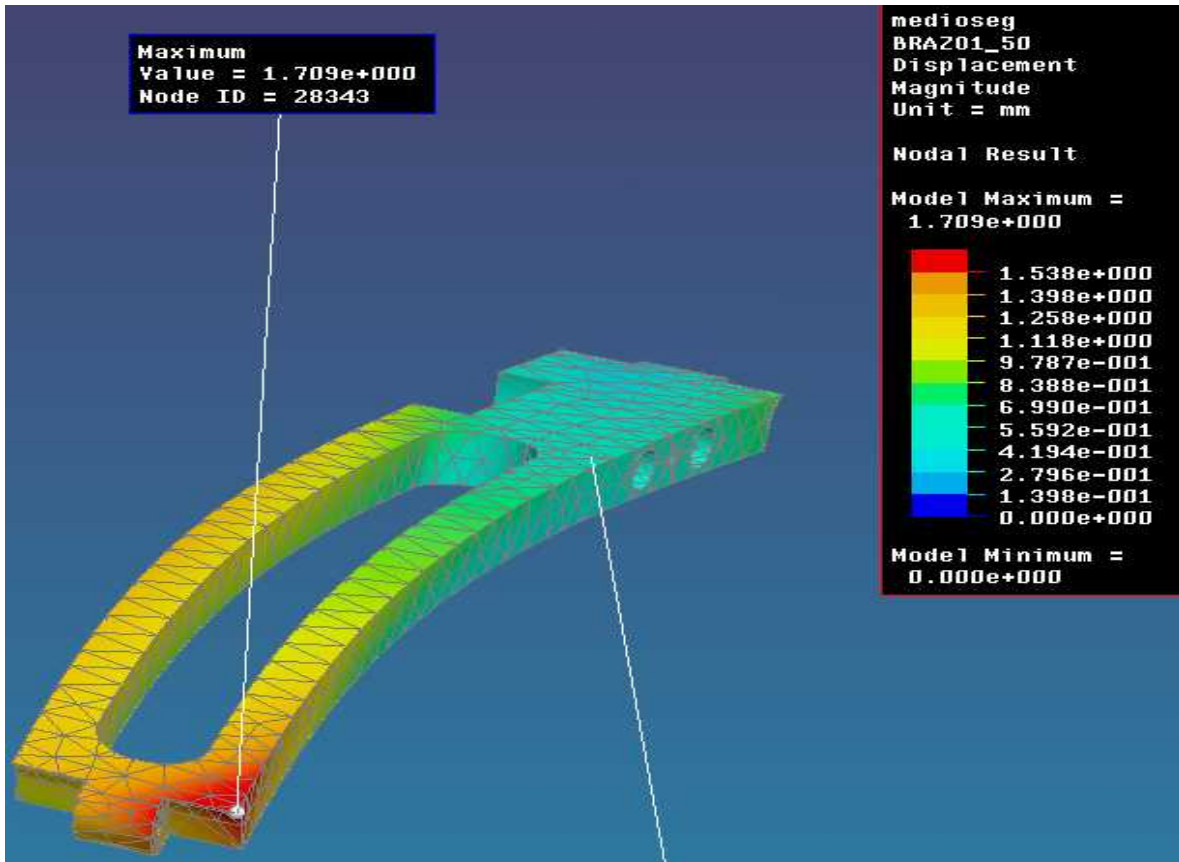 Maximum
Value = 1.709e+000
Node ID = 28343
medioseg
BRAZO1_50
Displacement
Magnitude
Unit = mm
Nodal Result
Model Maximum =
1.709e+000
1.538e+000
1.398e+000
1.258e+000
1.118e+000
9.787e-001
8.388e-001
6.990e-001
5.592e-001
4.194e-001
2.796e-001
1.398e-001
0.000e+000
Model Minimum =
0.000e+000